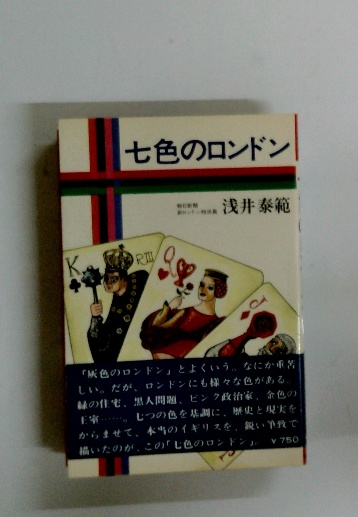 七色のロンドン
朝日新聞
前ロンドン特派員
浅井泰範
K
RIII
Q
J
「灰色のロンドン」とよくいう。なにか重苦
しい。だが、ロンドンにも様々な色がある。
緑の住宅、黒人問題、ピンク政治家、金色の
王室……。七つの色を基調に、歴史と現実を
からませて、本当のイギリスを、鋭い筆致で
描いたのが、この「七色のロンドン」。 ¥750